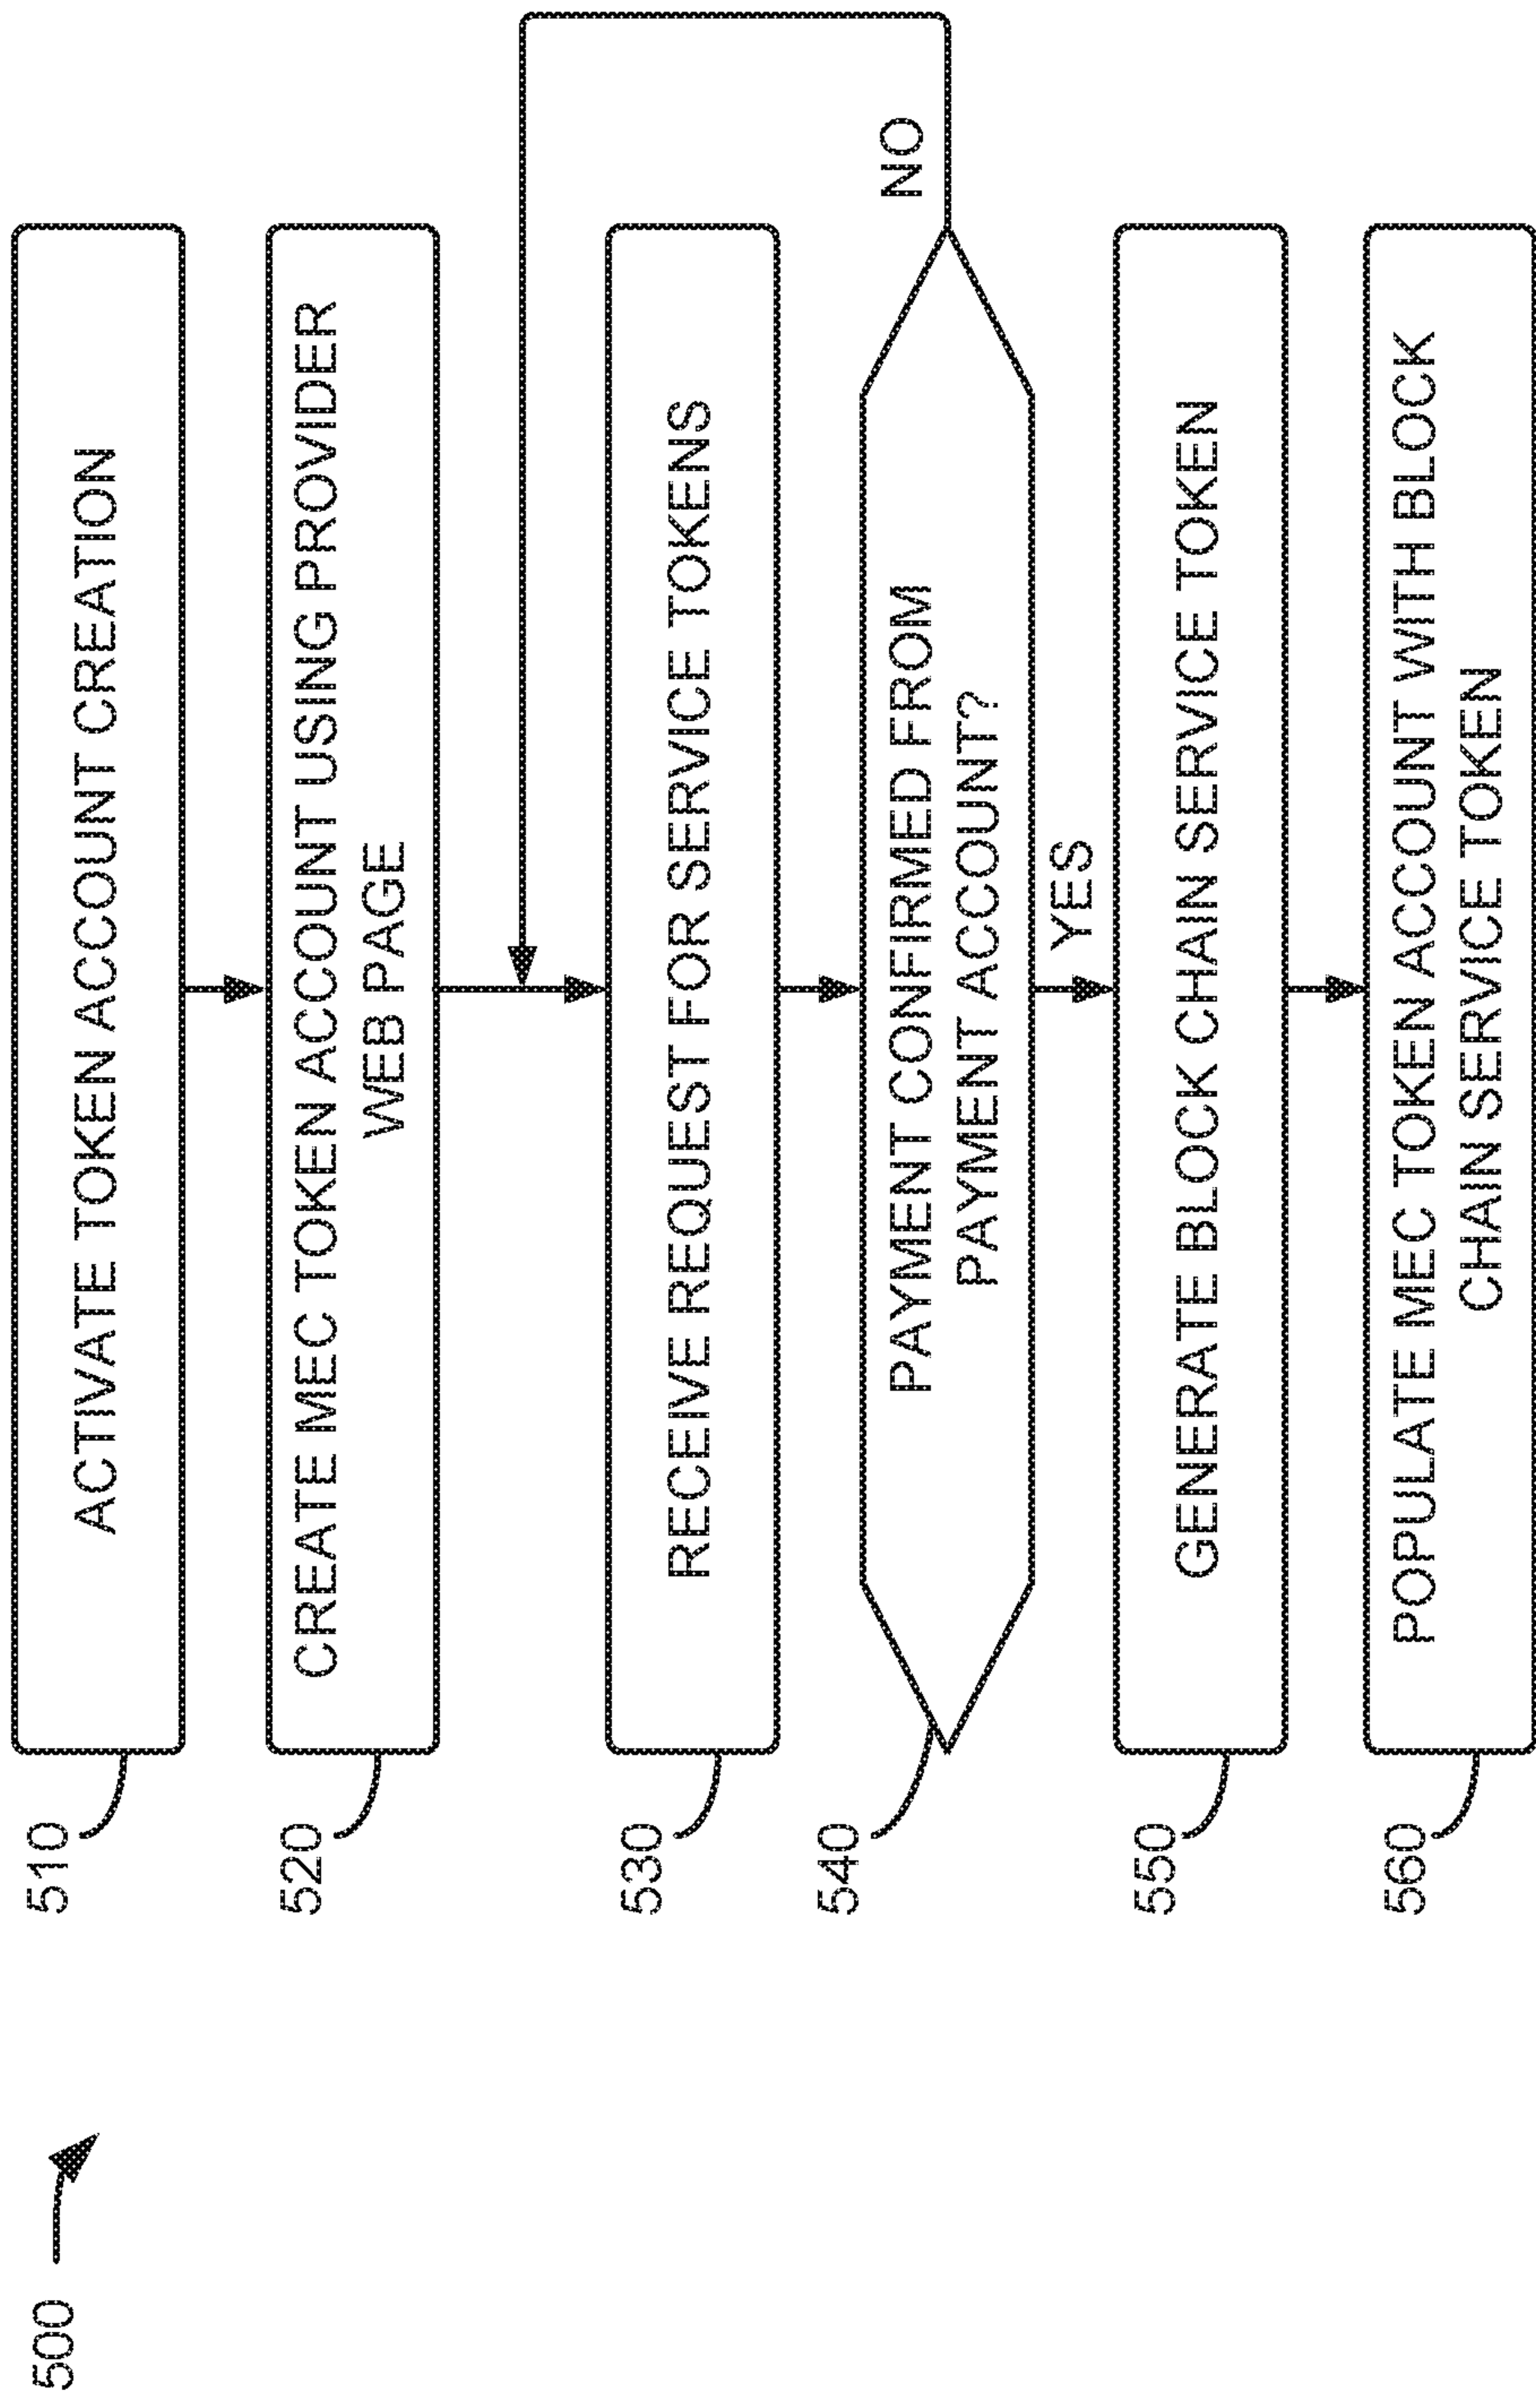 500
510
ACTIVATE TOKEN ACCOUNT CREATION
520
CREATE MEC TOKEN ACCOUNT USING PROVIDER
WEB PAGE
530
RECEIVE REQUEST FOR SERVICE TOKENS
540
PAYMENT CONFIRMED FROM
PAYMENT ACCOUNT?
NO
YES
550
GENERATE BLOCK CHAIN SERVICE TOKEN
560
POPULATE MEC TOKEN ACCOUNT WITH BLOCK
CHAIN SERVICE TOKEN